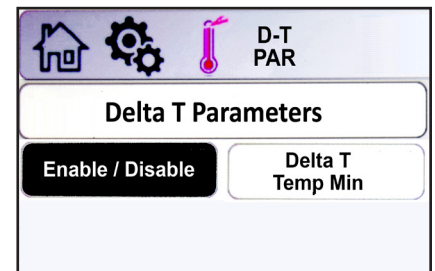 D-T
PAR
Delta T Parameters
Enable / Disable
Delta T
Temp Min